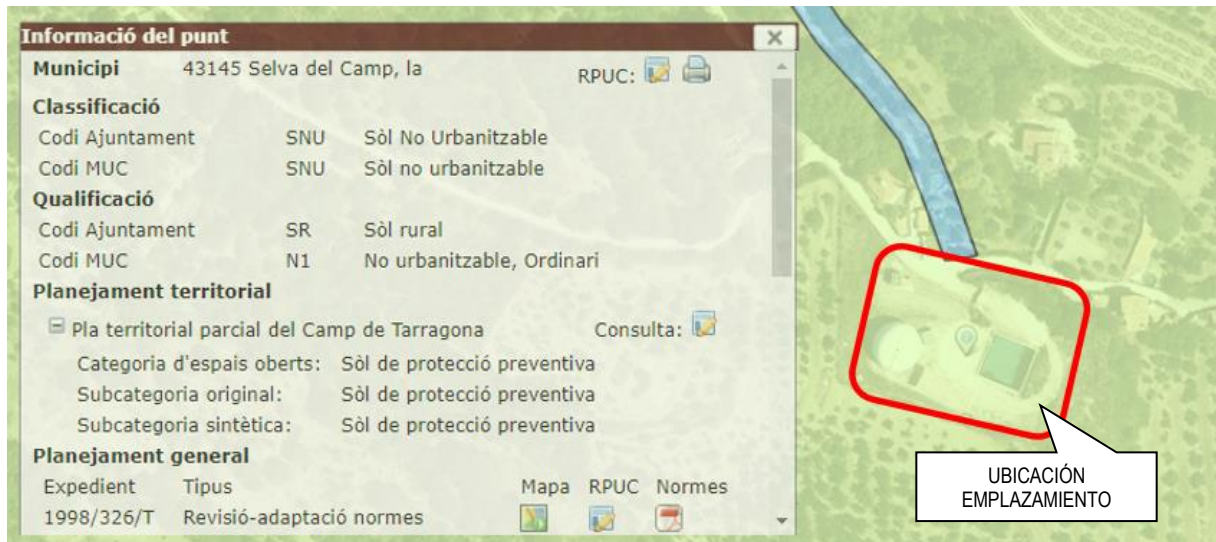 Informació del punt
Municipi 43145 Selva del Camp, la RPUC:
Classificació
Codi Ajuntament SNU Sòl No Urbanitzable
Codi MUC SNU Sòl no urbanitzable
Qualificació
Codi Ajuntament SR Sòl rural
Codi MUC N1 No urbanitzable, Ordinari
Planejament territorial
Pla territorial parcial del Camp de Tarragona Consulta:
Categoria d'espais oberts: Sòl de protecció preventiva
Subcategoria original: Sòl de protecció preventiva
Subcategoria sintètica: Sòl de protecció preventiva
Planejament general
Expedient Tipus Mapa RPUC Normes
1998/326/T Revisió-adaptació normes
UBICACIÓN
EMPLAZAMIENTO